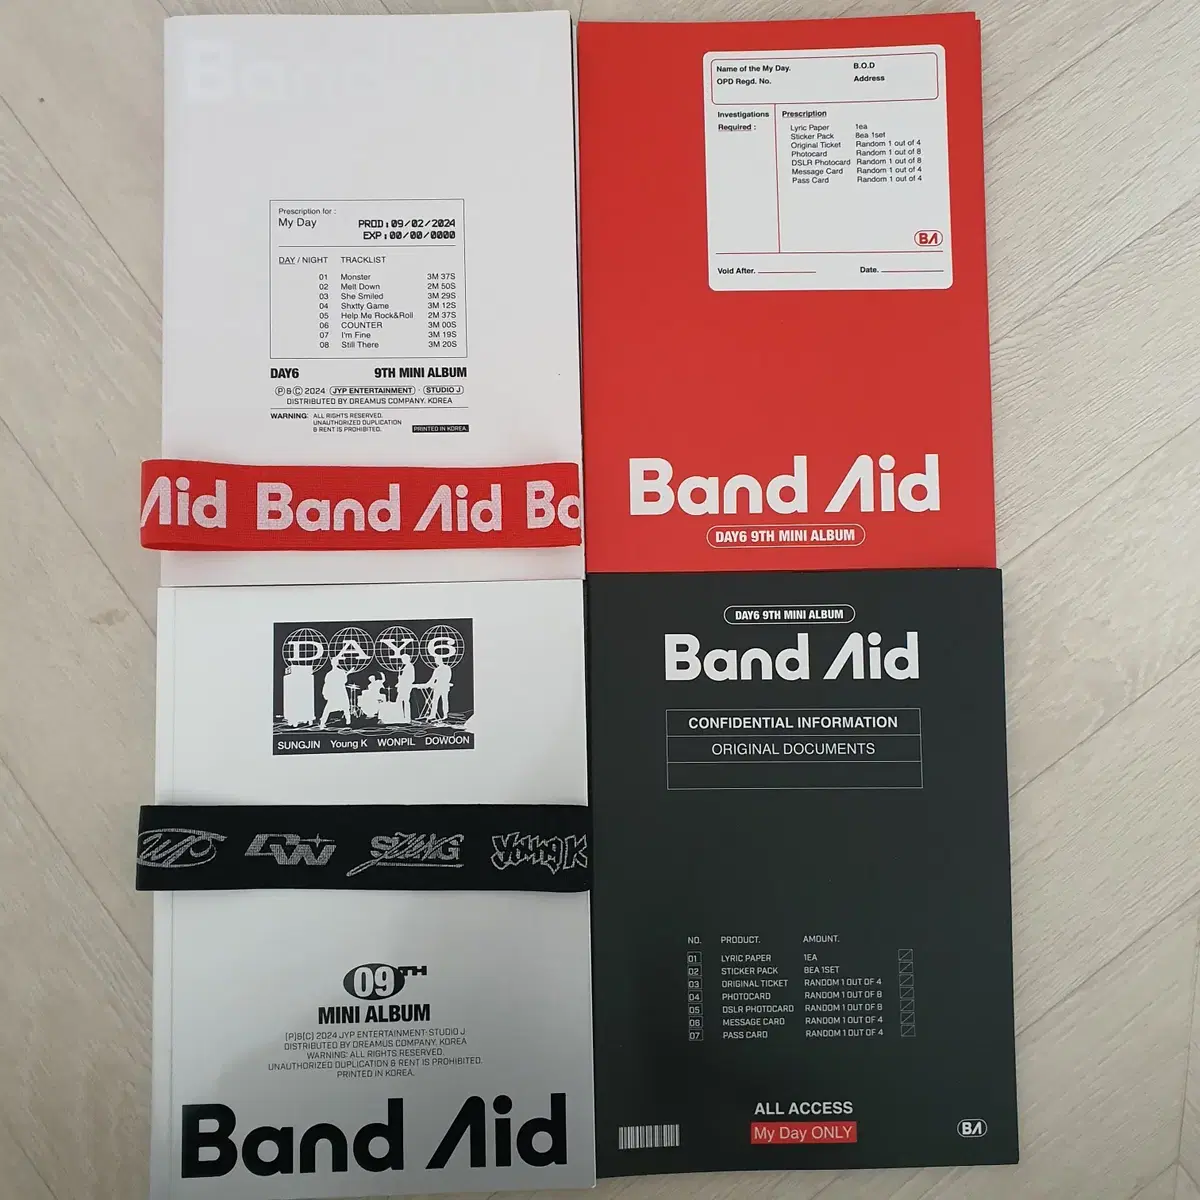 Band Aid
Prescription for :
My Day
PROD : 09/02/2024
EXP : 00/00/0000
DAY / NIGHT TRACKLIST
01 Monster 3M 37S
02 Melt Down 2M 50S
03 She Smiled 3M 29S
04 Shxtty Game 3M 12S
05 Help Me Rock&Roll 2M 37S
06 COUNTER 3M 00S
07 I'm Fine 3M 19S
08 Still There 3M 20S
DAY6 9TH MINI ALBUM
Ⓟ&Ⓒ 2024 JYP ENTERTAINMENT · STUDIO J
DISTRIBUTED BY DREAMUS COMPANY. KOREA
WARNING: ALL RIGHTS RESERVED.
UNAUTHORIZED DUPLICATION
& RENT IS PROHIBITED.
PRINTED IN KOREA.
Aid Band Aid Ba
Name of the My Day. B.O.D
OPD Regd. No. Address
Investigations
Required :
Prescription
Lyric Paper 1ea
Sticker Pack 8ea 1set
Original Ticket Random 1 out of 4
Photocard Random 1 out of 8
DSLR Photocard Random 1 out of 8
Message Card Random 1 out of 4
Pass Card Random 1 out of 4
BA
Void After. Date.
Band Aid
DAY6 9TH MINI ALBUM
DAY6
SUNGJIN Young K WONPIL DOWOON
WP DW SUNG Young K
09TH
MINI ALBUM
(P)&(C) 2024 JYP ENTERTAINMENT·STUDIO J
DISTRIBUTED BY DREAMUS COMPANY. KOREA
WARNING: ALL RIGHTS RESERVED.
UNAUTHORIZED DUPLICATION & RENT IS PROHIBITED.
PRINTED IN KOREA.
Band Aid
DAY6 9TH MINI ALBUM
Band Aid
CONFIDENTIAL INFORMATION
ORIGINAL DOCUMENTS
NO. PRODUCT. AMOUNT.
01 LYRIC PAPER 1EA
02 STICKER PACK 8EA 1SET
03 ORIGINAL TICKET RANDOM 1 OUT OF 4
04 PHOTOCARD RANDOM 1 OUT OF 8
05 DSLR PHOTOCARD RANDOM 1 OUT OF 8
06 MESSAGE CARD RANDOM 1 OUT OF 4
07 PASS CARD RANDOM 1 OUT OF 4
ALL ACCESS
My Day ONLY
BA